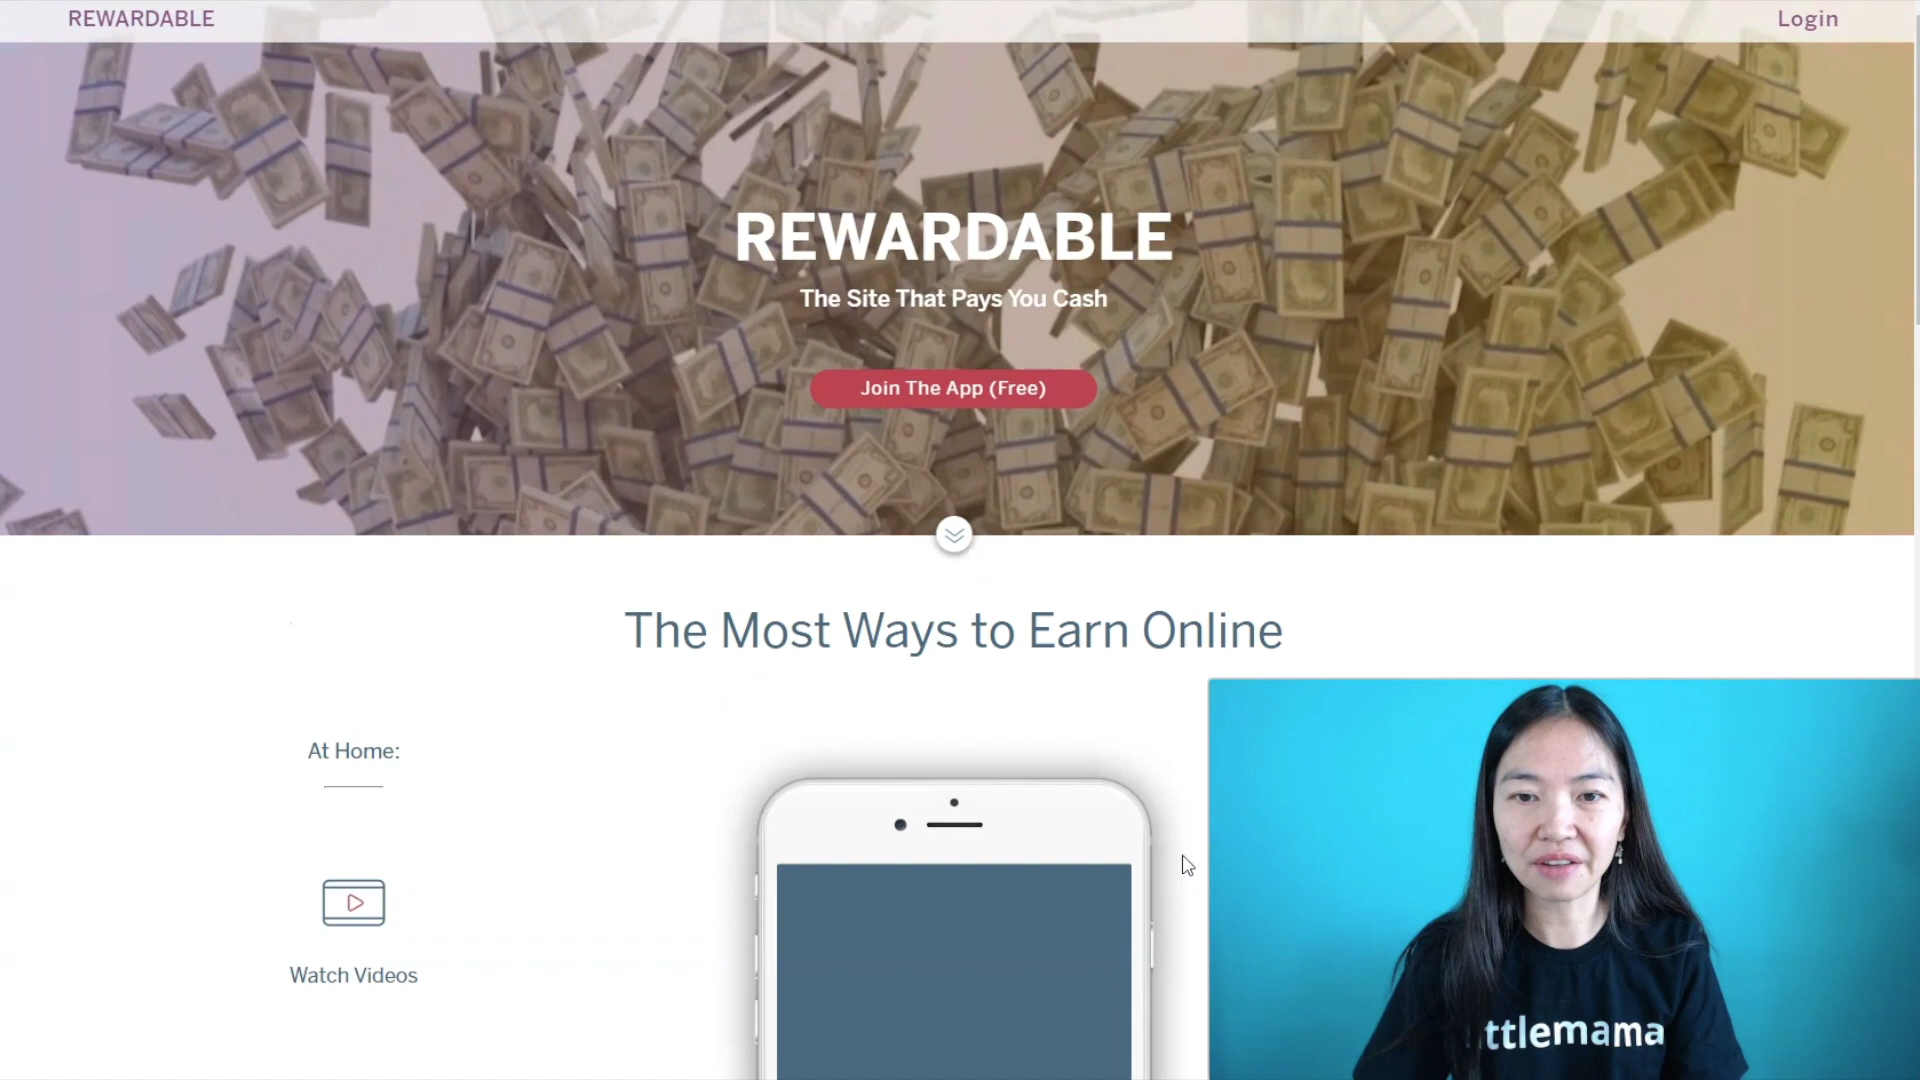 REWARDABLE
Login
REWARDABLE
The Site That Pays You Cash
Join The App (Free)
The Most Ways to Earn Online
At Home:
Watch Videos
ttlemama